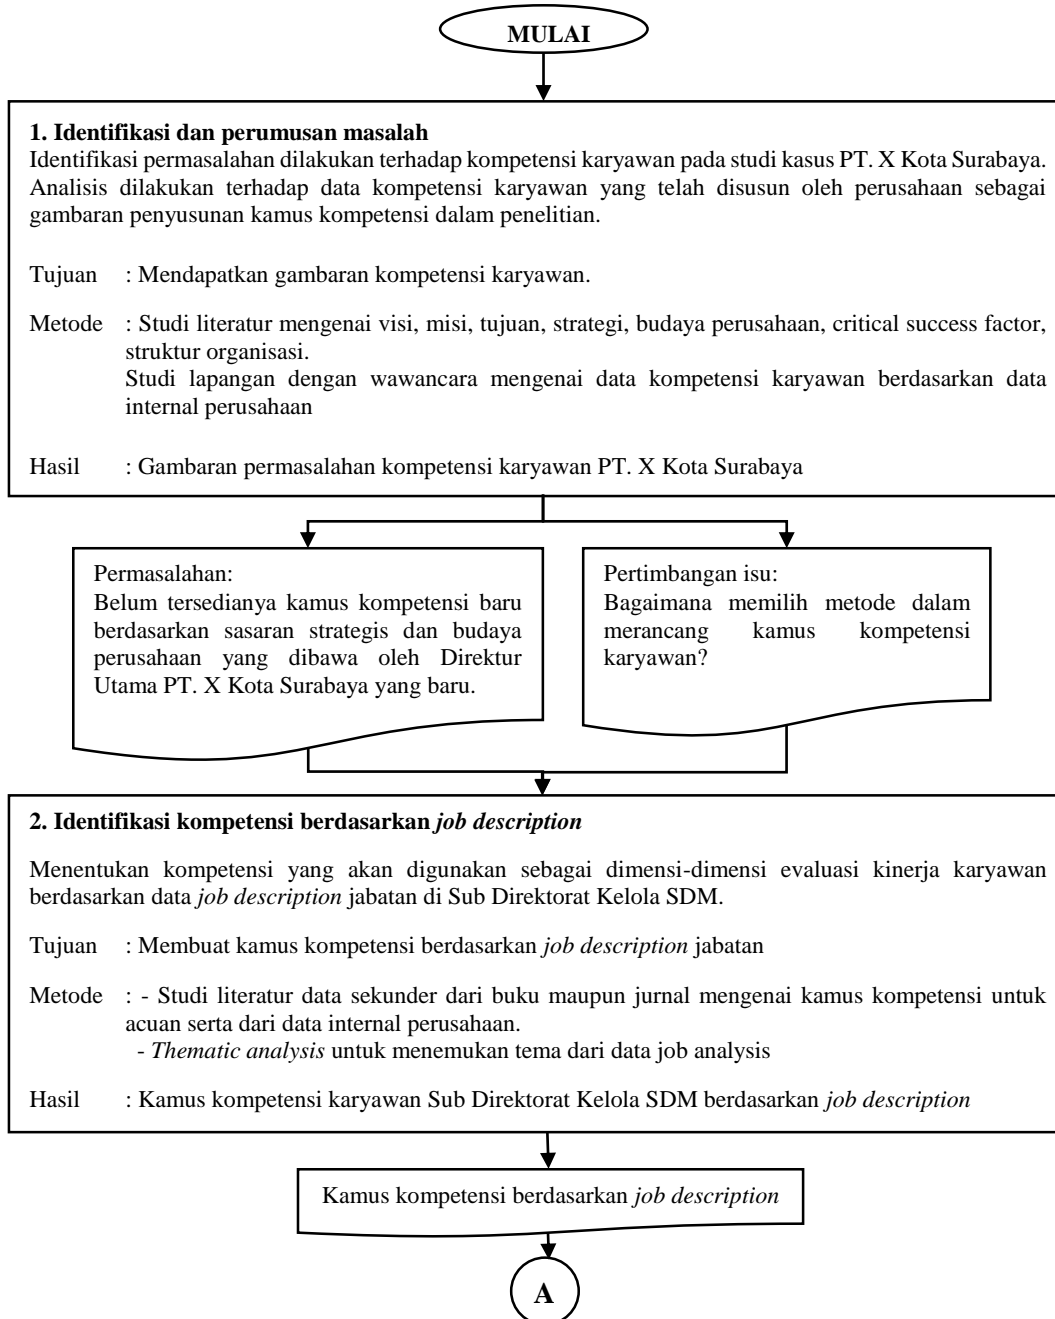 MULAI
1. Identifikasi dan perumusan masalah
Identifikasi permasalahan dilakukan terhadap kompetensi karyawan pada studi kasus PT. X Kota Surabaya.
Analisis dilakukan terhadap data kompetensi karyawan yang telah disusun oleh perusahaan sebagai
gambaran penyusunan kamus kompetensi dalam penelitian.
Tujuan : Mendapatkan gambaran kompetensi karyawan.
Metode : Studi literatur mengenai visi, misi, tujuan, strategi, budaya perusahaan, critical success factor,
struktur organisasi.
Studi lapangan dengan wawancara mengenai data kompetensi karyawan berdasarkan data
internal perusahaan
Hasil : Gambaran permasalahan kompetensi karyawan PT. X Kota Surabaya
Permasalahan:
Belum tersedianya kamus kompetensi baru
berdasarkan sasaran strategis dan budaya
perusahaan yang dibawa oleh Direktur
Utama PT. X Kota Surabaya yang baru.
Pertimbangan isu:
Bagaimana memilih metode dalam
merancang kamus kompetensi
karyawan?
2. Identifikasi kompetensi berdasarkan job description
Menentukan kompetensi yang akan digunakan sebagai dimensi-dimensi evaluasi kinerja karyawan
berdasarkan data job description jabatan di Sub Direktorat Kelola SDM.
Tujuan : Membuat kamus kompetensi berdasarkan job description jabatan
Metode : - Studi literatur data sekunder dari buku maupun jurnal mengenai kamus kompetensi untuk
acuan serta dari data internal perusahaan.
- Thematic analysis untuk menemukan tema dari data job analysis
Hasil : Kamus kompetensi karyawan Sub Direktorat Kelola SDM berdasarkan job description
Kamus kompetensi berdasarkan job description
A